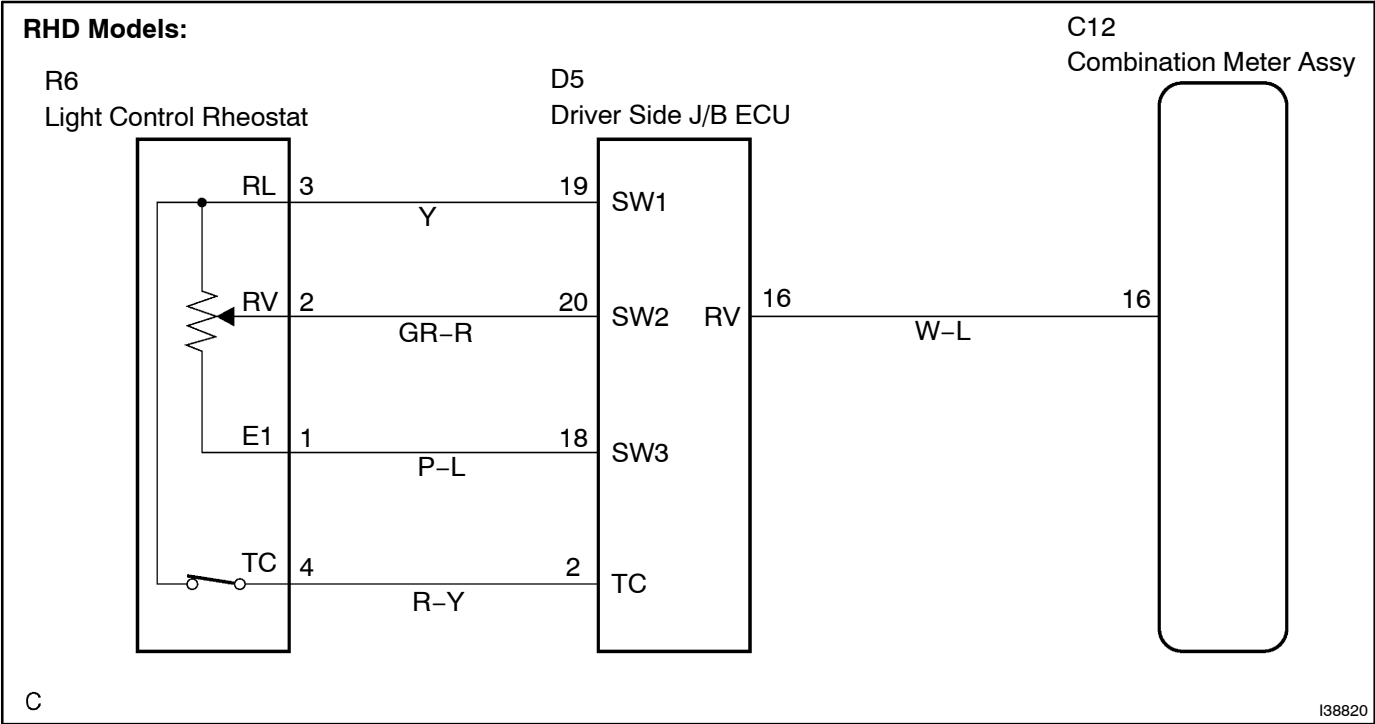 RHD Models:
C12
Combination Meter Assy
R6
Light Control Rheostat
D5
Driver Side J/B ECU
RL 3 19 SW1
Y
RV 2 20 SW2 RV 16 16
GR−R W−L
E1 1 18 SW3
P−L
TC 4 2 TC
R−Y
C
I38820